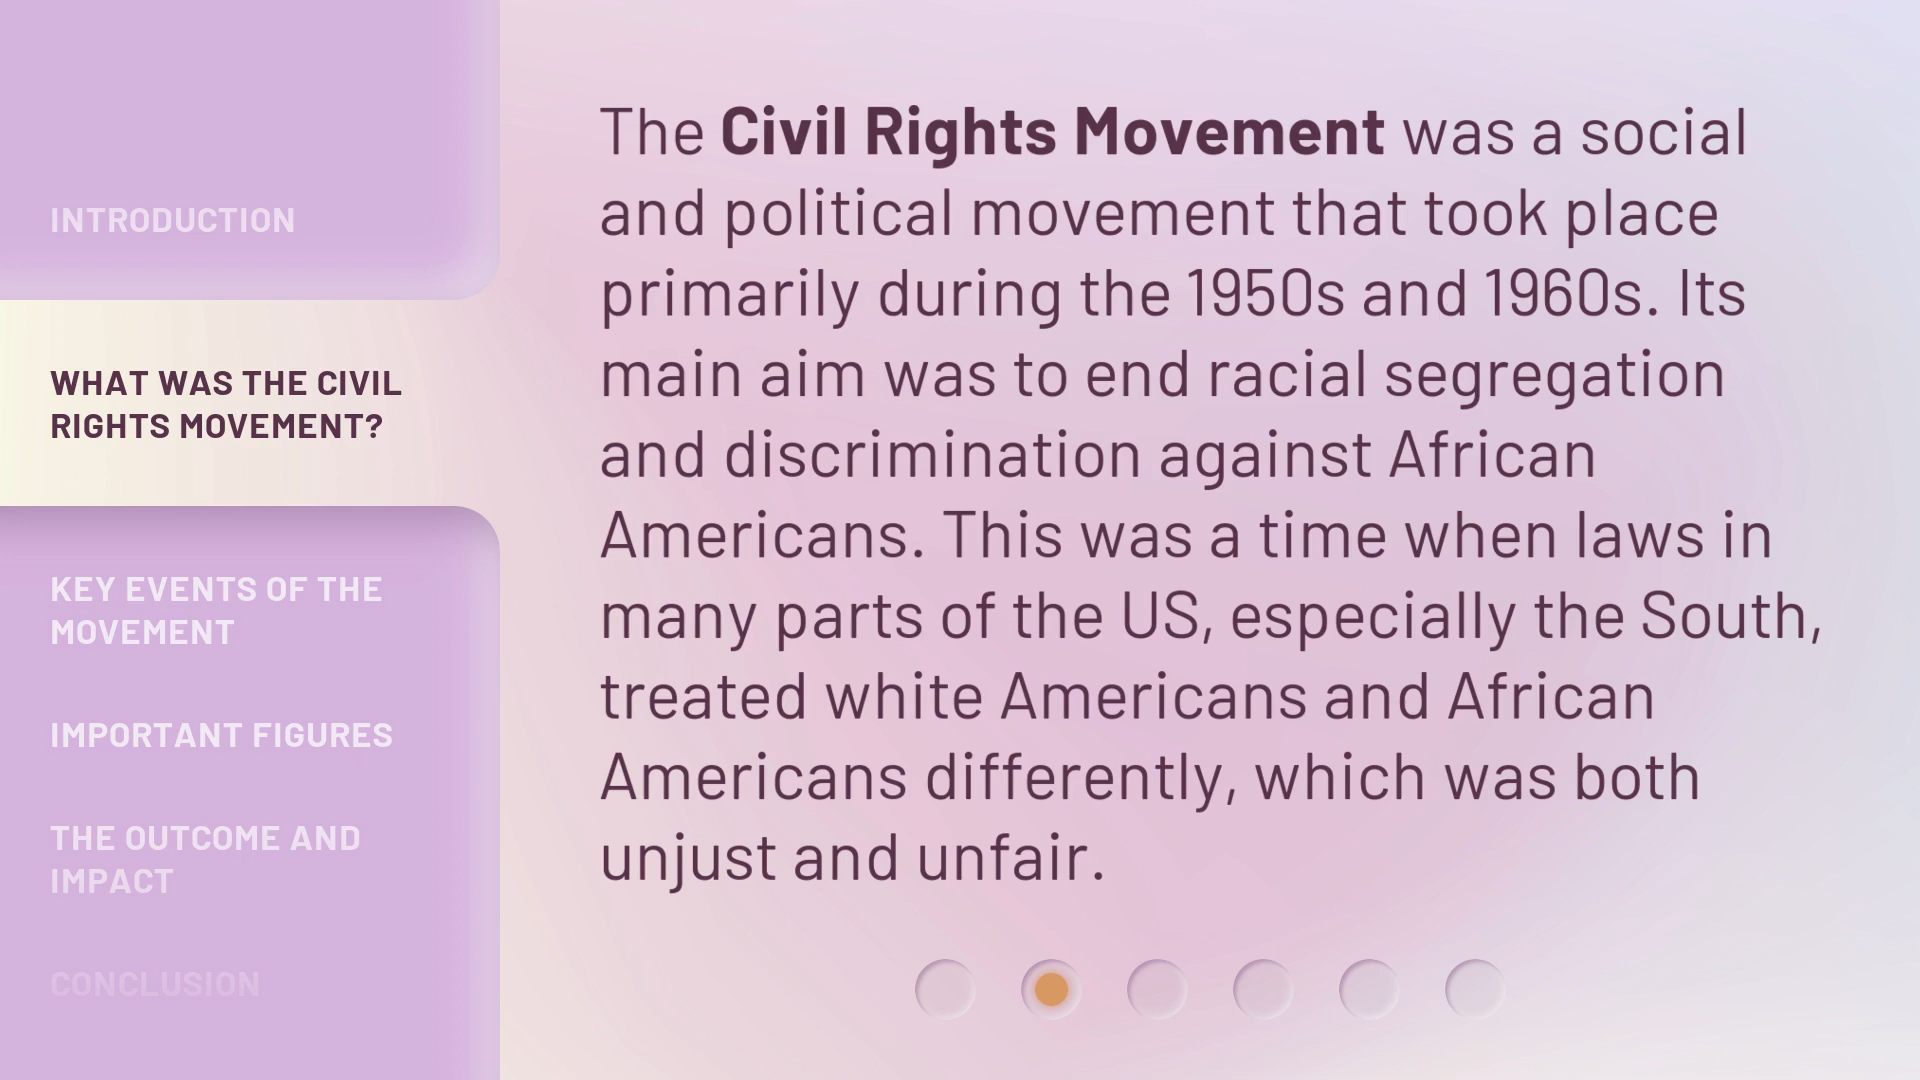 INTRODUCTION
WHAT WAS THE CIVIL
RIGHTS MOVEMENT?
KEY EVENTS OF THE
MOVEMENT
IMPORTANT FIGURES
THE OUTCOME AND
IMPACT
CONCLUSION
The Civil Rights Movement was a social
and political movement that took place
primarily during the 1950s and 1960s. Its
main aim was to end racial segregation
and discrimination against African
Americans. This was a time when laws in
many parts of the US, especially the South,
treated white Americans and African
Americans differently, which was both
unjust and unfair.